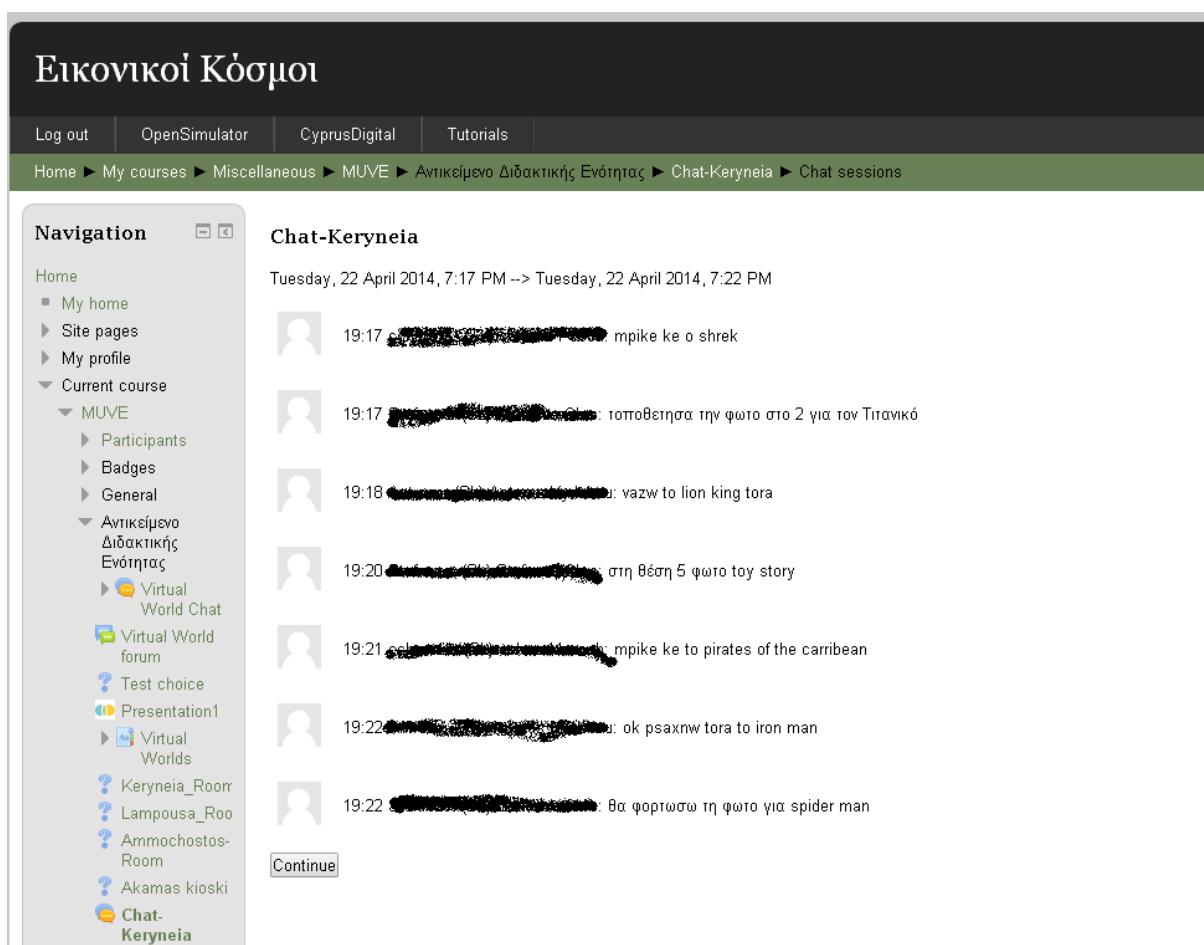 Εικονικοί Κόσμοι
Log out OpenSimulator CyprusDigital Tutorials
Home ► My courses ► Miscellaneous ► MUVE ► Αντικείμενο Διδακτικής Ενότητας ► Chat-Keryneia ► Chat sessions
Navigation
Home
My home
Site pages
My profile
Current course
MUVE
Participants
Badges
General
Αντικείμενο
Διδακτικής
Ενότητας
Virtual
World Chat
Virtual World
forum
Test choice
Presentation1
Virtual
Worlds
Keryneia_Room
Lampousa_Roo
Ammochostos-
Room
Akamas kioski
Chat-
Keryneia
Chat-Keryneia
Tuesday, 22 April 2014, 7:17 PM --> Tuesday, 22 April 2014, 7:22 PM
19:17 : mpike ke o shrek
19:17 : τοποθετησα την φωτο στο 2 για τον Τιτανικό
19:18 : vazw to lion king tora
19:20 : στη θέση 5 φωτο toy story
19:21 : mpike ke to pirates of the carribean
19:22 : ok psaxnw tora to iron man
19:22 : θα φορτωσω τη φωτο για spider man
Continue